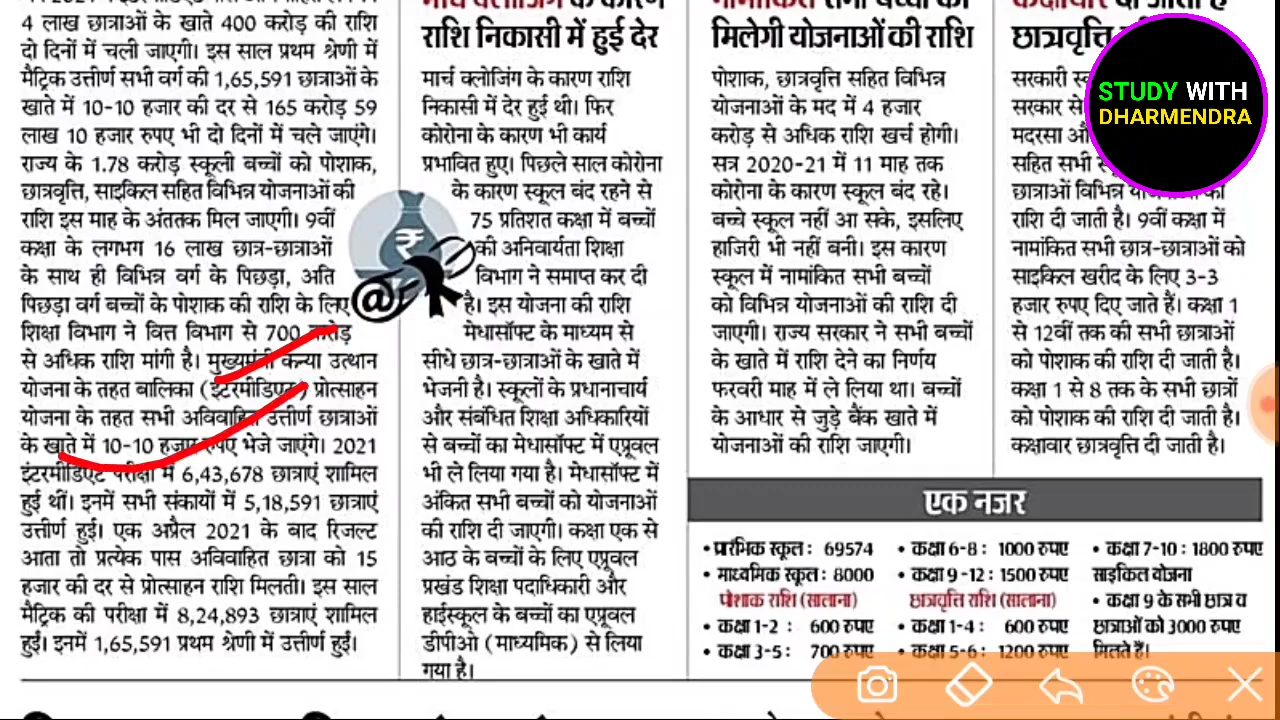 4 लाख छात्राओं के खाते 400 करोड़ की राशि
दो दिनों में चली जाएगी। इस साल प्रथम श्रेणी में
मैट्रिक उत्तीर्ण सभी वर्ग की 1,65,591 छात्राओं के
खाते में 10-10 हजार की दर से 165 करोड़ 59
लाख 10 हजार रुपए भी दो दिनों में चले जाएंगे।
राज्य के 1.78 करोड़ स्कूली बच्चों को पोशाक,
छात्रवृत्ति, साइकिल सहित विभिन्न योजनाओं की
राशि इस माह के अंततक मिल जाएगी। 9वीं
कक्षा के लगभग 16 लाख छात्र-छात्राओं
के साथ ही विभिन्न वर्ग के पिछड़ा, अति
पिछड़ा वर्ग बच्चों के पोशाक की राशि के लिए
शिक्षा विभाग ने वित्त विभाग से 700 करोड़
से अधिक राशि मांगी है। मुख्यमंत्री कन्या उत्थान
योजना के तहत बालिका (इंटरमीडिएट) प्रोत्साहन
योजना के तहत सभी अविवाहित उत्तीर्ण छात्राओं
के खाते में 10-10 हजार रुपए भेजे जाएंगे। 2021
इंटरमीडिएट परीक्षा में 6,43,678 छात्राएं शामिल
हुई थीं। इनमें सभी संकायों में 5,18,591 छात्राएं
उत्तीर्ण हुई। एक अप्रैल 2021 के बाद रिजल्ट
आता तो प्रत्येक पास अविवाहित छात्रा को 15
हजार की दर से प्रोत्साहन राशि मिलती। इस साल
मैट्रिक की परीक्षा में 8,24,893 छात्राएं शामिल
हुईं। इनमें 1,65,591 प्रथम श्रेणी में उत्तीर्ण हुईं।
मार्च क्लोजिंग के कारण
राशि निकासी में हुई देर
मार्च क्लोजिंग के कारण राशि
निकासी में देर हुई थी। फिर
कोरोना के कारण भी कार्य
प्रभावित हुए। पिछले साल कोरोना
के कारण स्कूल बंद रहने से
75 प्रतिशत कक्षा में बच्चों
की अनिवार्यता शिक्षा
विभाग ने समाप्त कर दी
है। इस योजना की राशि
मेधासॉफ्ट के माध्यम से
सीधे छात्र-छात्राओं के खाते में
भेजनी है। स्कूलों के प्रधानाचार्य
और संबंधित शिक्षा अधिकारियों
से बच्चों का मेधासॉफ्ट में एप्रूवल
भी ले लिया गया है। मेधासॉफ्ट में
अंकित सभी बच्चों को योजनाओं
की राशि दी जाएगी। कक्षा एक से
आठ के बच्चों के लिए एप्रूवल
प्रखंड शिक्षा पदाधिकारी और
हाईस्कूल के बच्चों का एप्रूवल
डीपीओ (माध्यमिक) से लिया
गया है।
नामांकित सभी बच्चों को
मिलेगी योजनाओं की राशि
पोशाक, छात्रवृत्ति सहित विभिन्न
योजनाओं के मद में 4 हजार
करोड़ से अधिक राशि खर्च होगी।
सत्र 2020-21 में 11 माह तक
कोरोना के कारण स्कूल बंद रहे।
बच्चे स्कूल नहीं आ सके, इसलिए
हाजिरी भी नहीं बनी। इस कारण
स्कूल में नामांकित सभी बच्चों
को विभिन्न योजनाओं की राशि दी
जाएगी। राज्य सरकार ने सभी बच्चों
के खाते में राशि देने का निर्णय
फरवरी माह में ले लिया था। बच्चों
के आधार से जुड़े बैंक खाते में
योजनाओं की राशि जाएगी।
कक्षावार दी जाती है
छात्रवृत्ति
सरकारी
सरकार से
मदरसा
सहित सभी
छात्राओं विभिन्न
राशि दी जाती है। 9वीं कक्षा में
नामांकित सभी छात्र-छात्राओं को
साइकिल खरीद के लिए 3-3
हजार रुपए दिए जाते हैं। कक्षा 1
से 12वीं तक की सभी छात्राओं
को पोशाक की राशि दी जाती है।
कक्षा 1 से 8 तक के सभी छात्रों
को पोशाक की राशि दी जाती है।
कक्षावार छात्रवृत्ति दी जाती है।
STUDY WITH
DHARMENDRA
एक नजर
• प्रारंभिक स्कूल : 69574
• माध्यमिक स्कूल : 8000
पोशाक राशि (सालाना)
• कक्षा 1-2 : 600 रुपए
• कक्षा 3-5 : 700 रुपए
• कक्षा 6-8 : 1000 रुपए
• कक्षा 9-12 : 1500 रुपए
छात्रवृत्ति राशि (सालाना)
• कक्षा 1-4 : 600 रुपए
• कक्षा 5-6 : 1200 रुपए
• कक्षा 7-10 : 1800 रुपए
साइकिल योजना
• कक्षा 9 के सभी छात्र व
छात्राओं को 3000 रुपए
मिलते हैं।